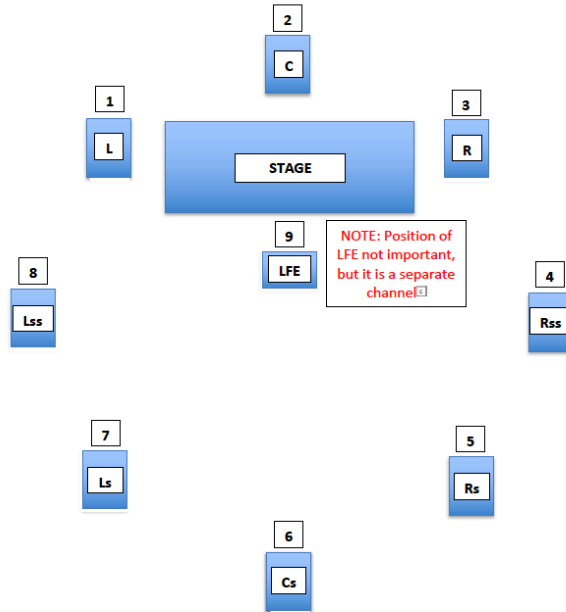 2
C
1
L
3
R
STAGE
9
LFE
NOTE: Position of
LFE not important,
but it is a separate
channel
8
Lss
4
Rss
7
Ls
5
Rs
6
Cs